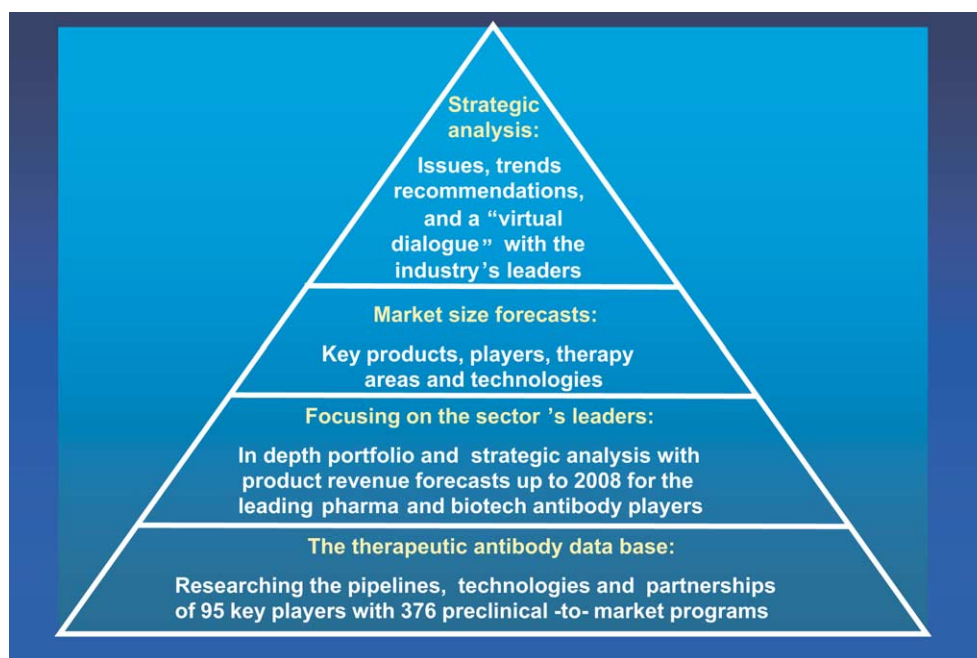 Strategic
analysis:
Issues, trends
recommendations,
and a “virtual
dialogue” with the
industry’s leaders
Market size forecasts:
Key products, players, therapy
areas and technologies
Focusing on the sector ’s leaders:
In depth portfolio and strategic analysis with
product revenue forecasts up to 2008 for the
leading pharma and biotech antibody players
The therapeutic antibody data base:
Researching the pipelines, technologies and partnerships
of 95 key players with 376 preclinical -to- market programs